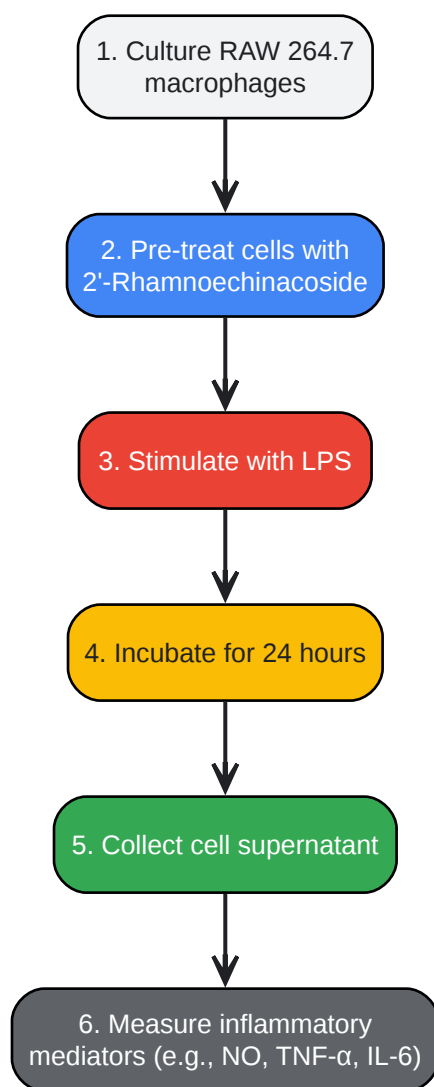 1. Culture RAW 264.7
macrophages
2. Pre-treat cells with
2'-Rhamnoechinacoside
3. Stimulate with LPS
4. Incubate for 24 hours
5. Collect cell supernatant
6. Measure inflammatory
mediators (e.g., NO, TNF-α, IL-6)